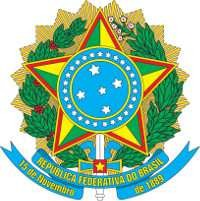 REPÚBLICA FEDERATIVA DO BRASIL
15 de Novembro
de 1889